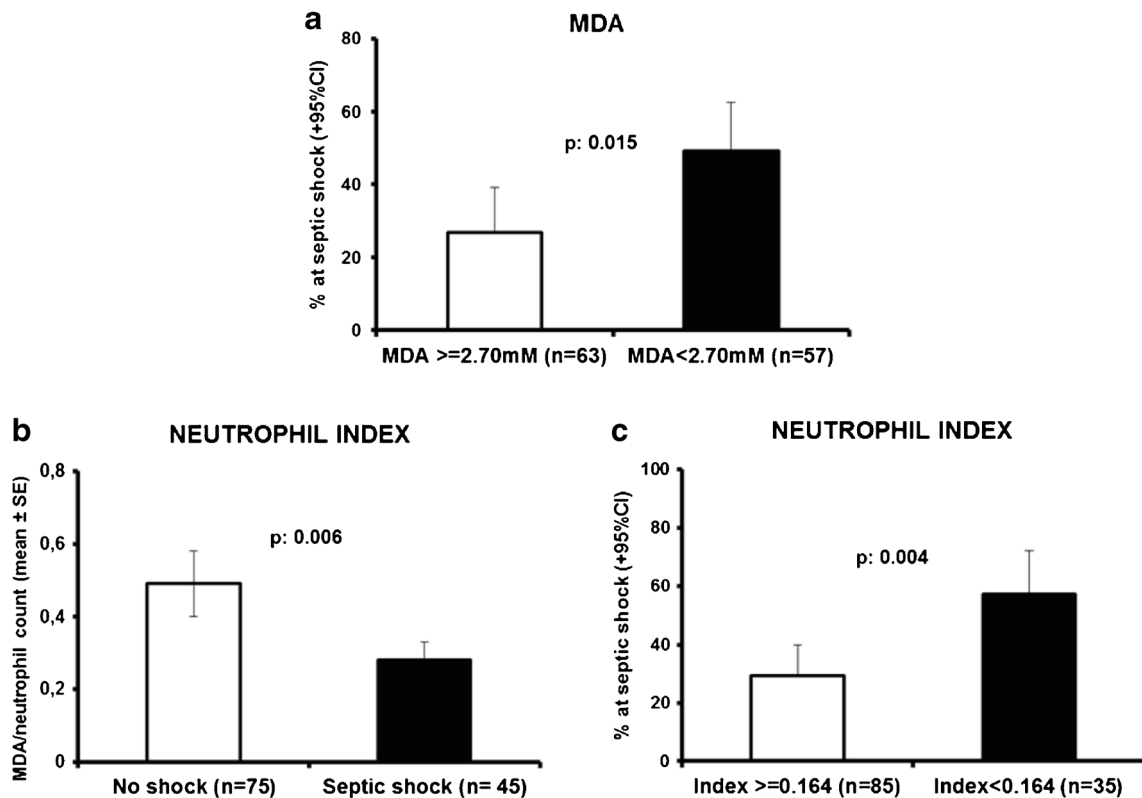 a
MDA
% at septic shock (+95%CI)
80
60
40
20
0
p: 0.015
MDA >=2.70mM (n=63)
MDA<2.70mM (n=57)
b
NEUTROPHIL INDEX
MDA/neutrophil count (mean ± SE)
0,8
0,6
0,4
0,2
0
p: 0.006
No shock (n=75)
Septic shock (n= 45)
c
NEUTROPHIL INDEX
% at septic shock (+95%CI)
100
80
60
40
20
0
p: 0.004
Index >=0.164 (n=85)
Index<0.164 (n=35)